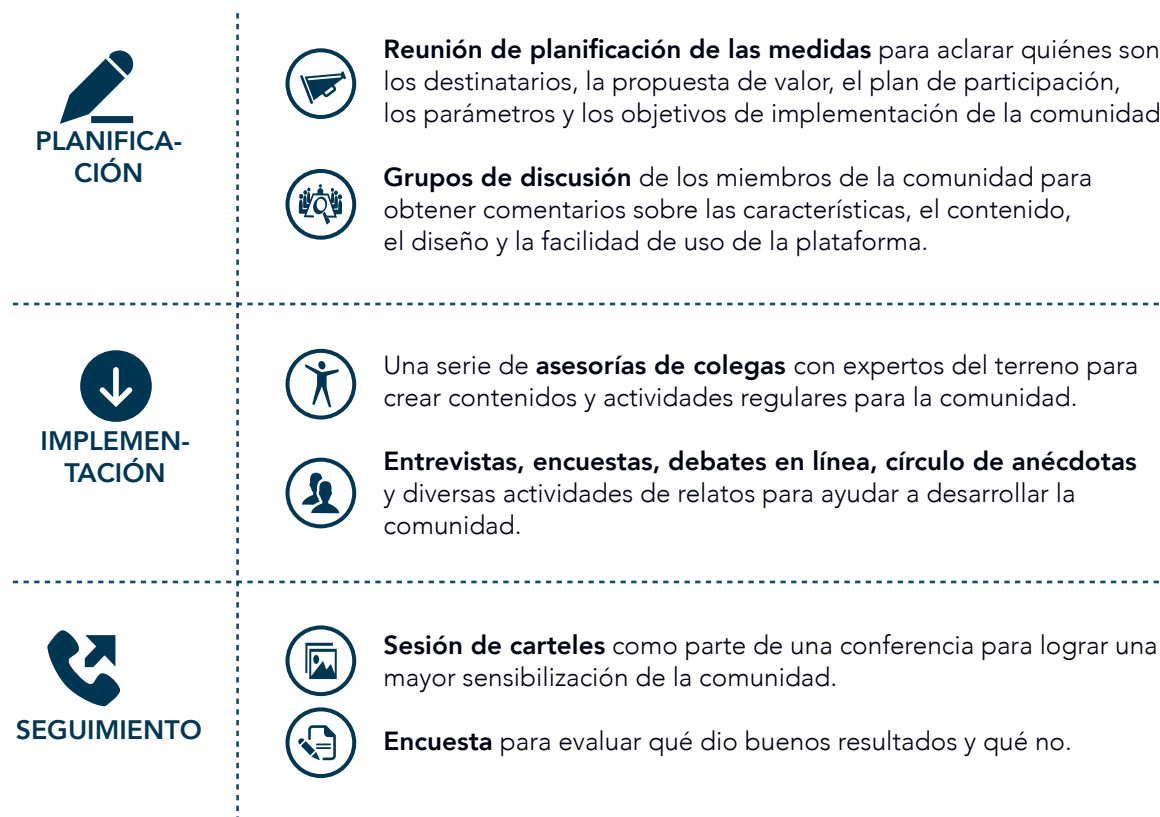 PLANIFICA-
CIÓN
Reunión de planificación de las medidas para aclarar quiénes son
los destinatarios, la propuesta de valor, el plan de participación,
los parámetros y los objetivos de implementación de la comunidad
Grupos de discusión de los miembros de la comunidad para
obtener comentarios sobre las características, el contenido,
el diseño y la facilidad de uso de la plataforma.
IMPLEMEN-
TACIÓN
Una serie de asesorías de colegas con expertos del terreno para
crear contenidos y actividades regulares para la comunidad.
Entrevistas, encuestas, debates en línea, círculo de anécdotas
y diversas actividades de relatos para ayudar a desarrollar la
comunidad.
SEGUIMIENTO
Sesión de carteles como parte de una conferencia para lograr una
mayor sensibilización de la comunidad.
Encuesta para evaluar qué dio buenos resultados y qué no.